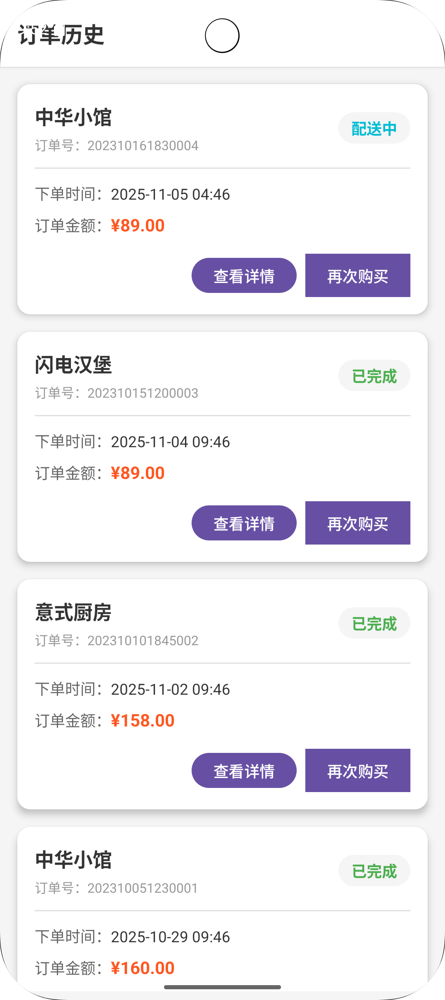 订单历史
中华小馆
配送中
订单号：202310161830004
下单时间：2025-11-05 04:46
订单金额：¥89.00
查看详情
再次购买
闪电汉堡
已完成
订单号：202310151200003
下单时间：2025-11-04 09:46
订单金额：¥89.00
查看详情
再次购买
意式厨房
已完成
订单号：202310101845002
下单时间：2025-11-02 09:46
订单金额：¥158.00
查看详情
再次购买
中华小馆
已完成
订单号：202310051230001
下单时间：2025-10-29 09:46
订单金额：¥160.00